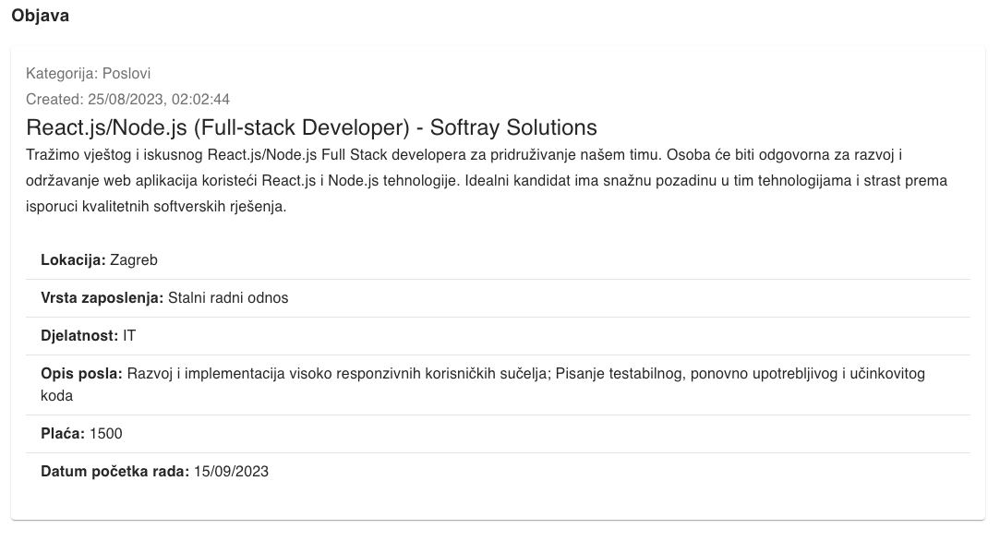 Objava
Kategorija: Poslovi
Created: 25/08/2023, 02:02:44
React.js/Node.js (Full-stack Developer) - Softray Solutions
Tražimo vještog i iskusnog React.js/Node.js Full Stack developera za pridruživanje našem timu. Osoba će biti odgovorna za razvoj i
održavanje web aplikacija koristeći React.js i Node.js tehnologije. Idealni kandidat ima snažnu pozadinu u tim tehnologijama i strast prema
isporuci kvalitetnih softverskih rješenja.
Lokacija: Zagreb
Vrsta zaposlenja: Stalni radni odnos
Djelatnost: IT
Opis posla: Razvoj i implementacija visoko responzivnih korisničkih sučelja; Pisanje testabilnog, ponovno upotrebljivog i učinkovitog
koda
Plaća: 1500
Datum početka rada: 15/09/2023